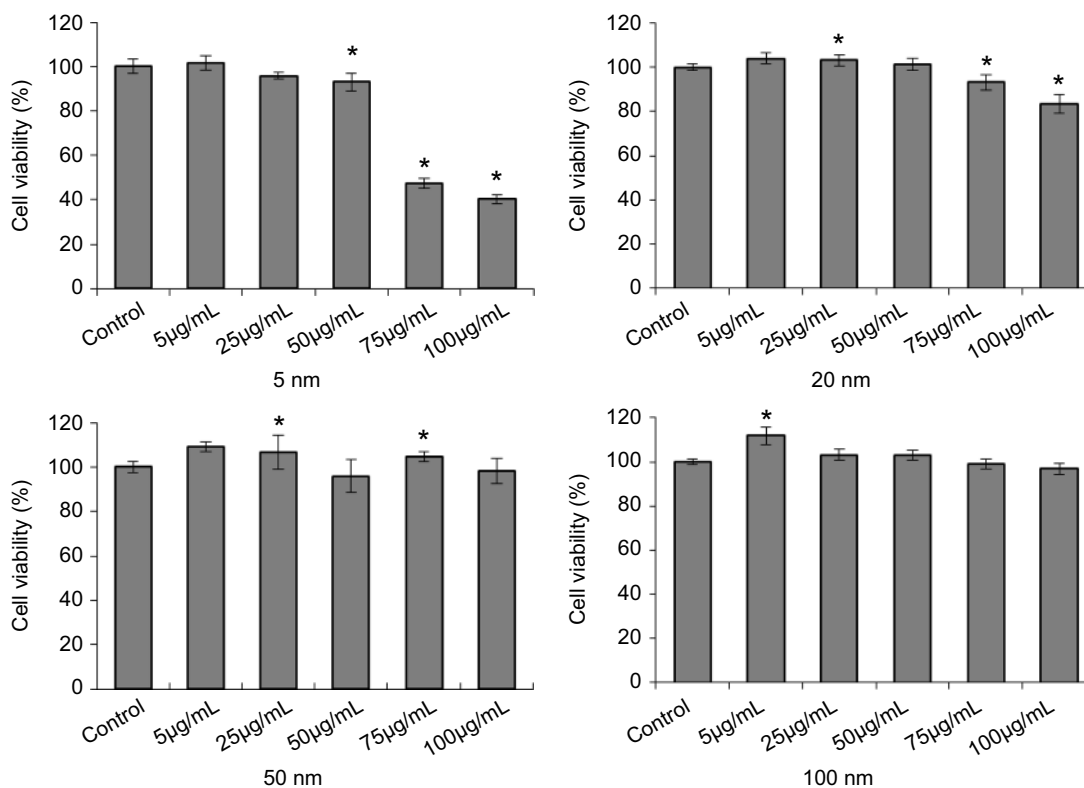 Cell viability (%)
120
100
80
60
40
20
0
*
*
*
Control
5µg/mL
25µg/mL
50µg/mL
75µg/mL
100µg/mL
5 nm
Cell viability (%)
120
100
80
60
40
20
0
*
*
*
Control
5µg/mL
25µg/mL
50µg/mL
75µg/mL
100µg/mL
20 nm
Cell viability (%)
120
100
80
60
40
20
0
*
*
Control
5µg/mL
25µg/mL
50µg/mL
75µg/mL
100µg/mL
50 nm
Cell viability (%)
120
100
80
60
40
20
0
*
Control
5µg/mL
25µg/mL
50µg/mL
75µg/mL
100µg/mL
100 nm